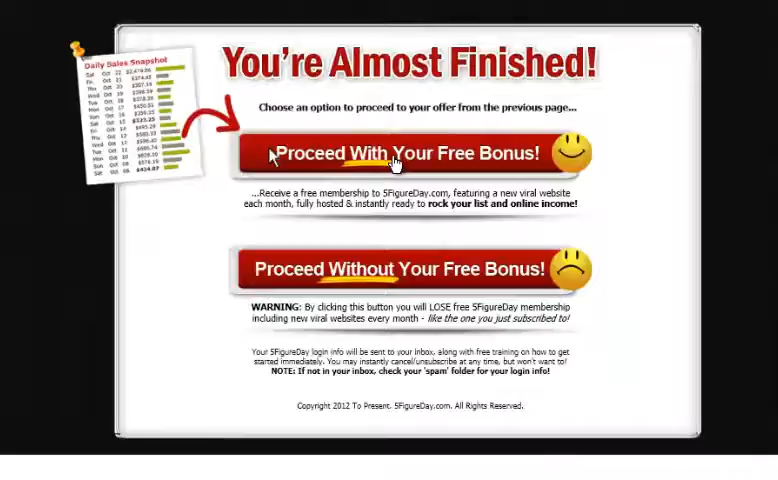 You're Almost Finished!
Daily Sales Snapshot
Choose an option to proceed to your offer from the previous page...
Proceed With Your Free Bonus!
...Receive a free membership to 5FigureDay.com, featuring a new viral website
each month, fully hosted & instantly ready to rock your list and online income!
Proceed Without Your Free Bonus!
WARNING: By clicking this button you will LOSE free 5FigureDay membership
including new viral websites every month - like the one you just subscribed to!
Your 5FigureDay login info will be sent to your inbox, along with free training on how to get
started immediately. You may instantly cancel/unsubscribe at any time, but won't want to!
NOTE: If not in your inbox, check your 'spam' folder for your login info!
Copyright 2012 To Present. 5FigureDay.com. All Rights Reserved.